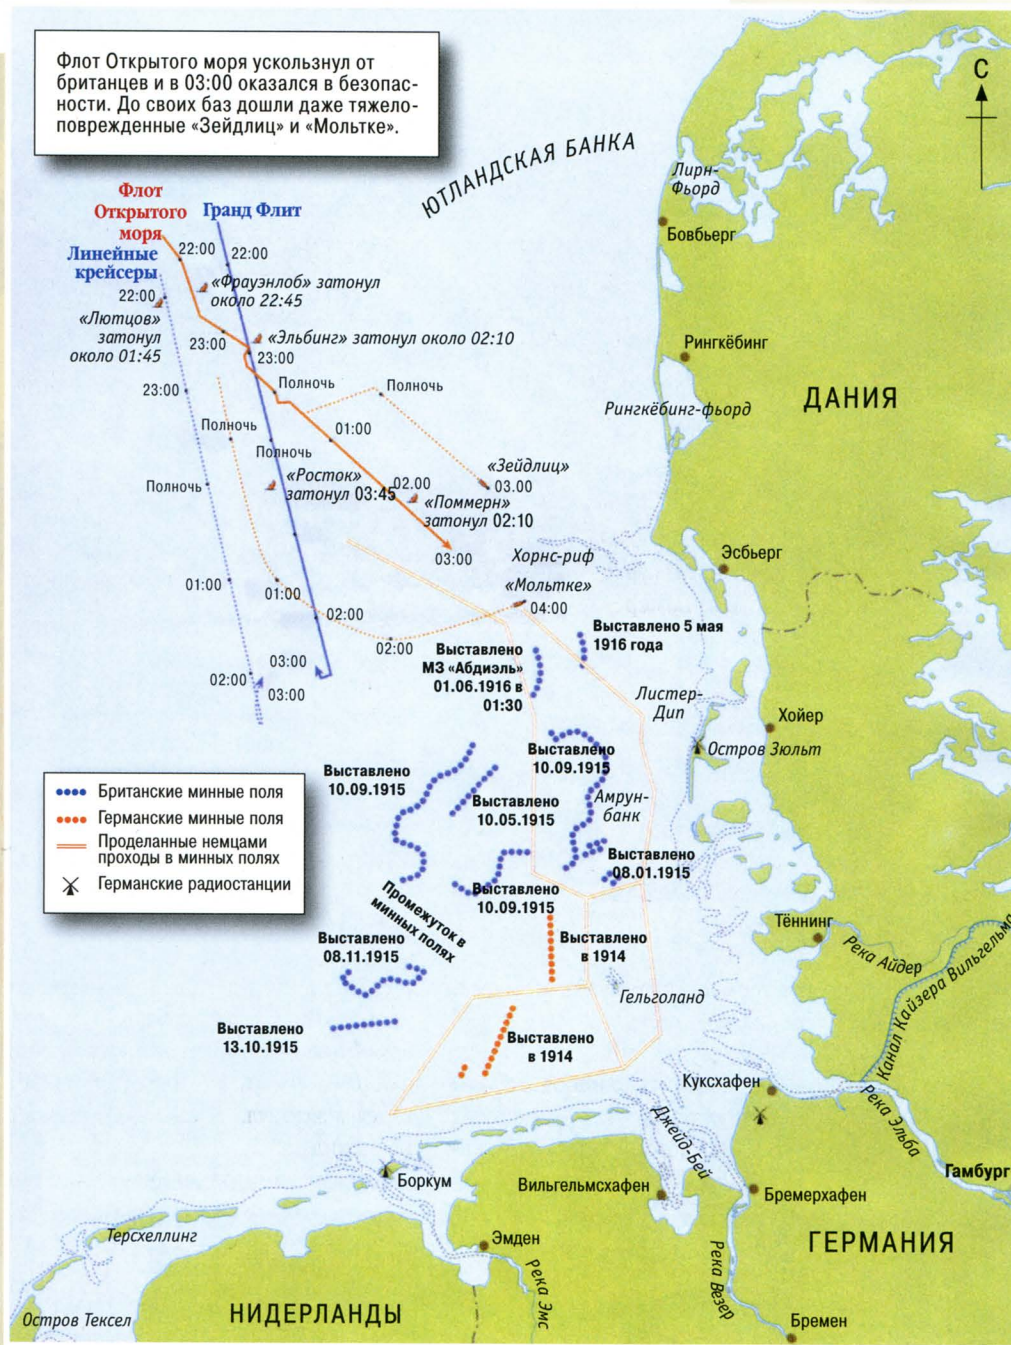 Флот Открытого моря ускользнул от
британцев и в 03:00 оказался в безопас-
ности. До своих баз дошли даже тяжело-
поврежденные «Зейдлиц» и «Мольтке».
С
ЮТЛАНДСКАЯ БАНКА
Лирн-
Фьорд
Бовбьерг
Флот
Открытого
моря
Гранд Флит
Линейные
крейсеры
22:00
22:00
22:00
«Фрауэнлоб» затонул
около 22:45
«Лютцов»
затонул
около 01:45
23:00
«Эльбинг» затонул около 02:10
23:00
23:00
Рингкёбинг
Полночь
Полночь
ДАНИЯ
Рингкёбинг-фьорд
Полночь
01:00
Полночь
Полночь
«Росток»
затонул 03:45
02.00
«Зейдлиц»
03.00
«Поммерн»
затонул 02:10
03:00
Хорнс-риф
Эсбьерг
01:00
01:00
«Мольтке»
04:00
02:00
02:00
Выставлено 5 мая
1916 года
Выставлено
МЗ «Абдиэль»
01.06.1916 в
01:30
03:00
02:00
03:00
Листер-
Дип
Хойер
Остров Зюльт
Выставлено
10.09.1915
Выставлено
10.09.1915
Выставлено
10.05.1915
Амрун-
банк
Британские минные поля
Германские минные поля
Проделанные немцами
проходы в минных полях
Германские радиостанции
Выставлено
08.01.1915
Выставлено
10.09.1915
Промежуток в
минных полях
Выставлено
08.11.1915
Выставлено
в 1914
Тённинг
Река Айдер
Канал Кайзера Вильгельма
Гельголанд
Выставлено
13.10.1915
Выставлено
в 1914
Куксхафен
Река Эльба
Джейд-Бей
Гамбург
Боркум
Вильгельмсхафен
Бремерхафен
Терсхеллинг
Эмден
ГЕРМАНИЯ
Река Эмс
Река Везер
НИДЕРЛАНДЫ
Остров Тексел
Бремен